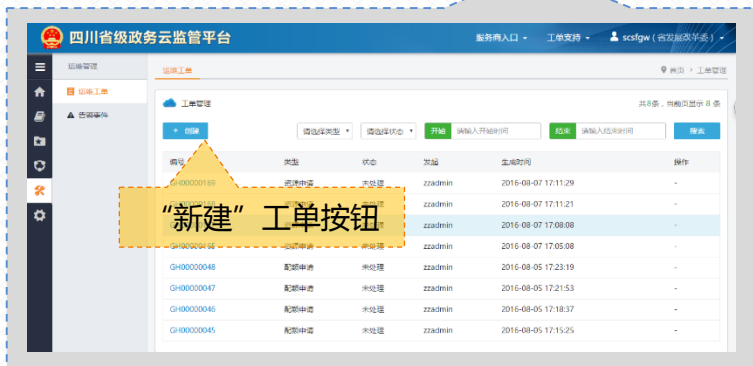 四川省级政务云监管平台
服务商入口 工单支持 scsfgw（省发展改革委）
运维管理
运维工单
首页 > 工单管理
运维工单
告警事件
工单管理
共8条，当前页显示 8 条
+ 创建 请选择类型 请选择状态 开始 请输入开始时间 结束 请输入结束时间 搜索
编号 类型 状态 发起 生成时间 操作
GH00000169 资源申请 未处理 zzadmin 2016-08-07 17:11:29 -
zzadmin 2016-08-07 17:11:21 -
“新建”工单按钮
zzadmin 2016-08-07 17:08:08 -
资源申请 未处理 zzadmin 2016-08-07 17:05:08 -
GH00000048 配额申请 未处理 zzadmin 2016-08-05 17:23:19 -
GH00000047 配额申请 未处理 zzadmin 2016-08-05 17:21:53 -
GH00000046 配额申请 未处理 zzadmin 2016-08-05 17:18:37 -
GH00000045 配额申请 未处理 zzadmin 2016-08-05 17:15:25 -